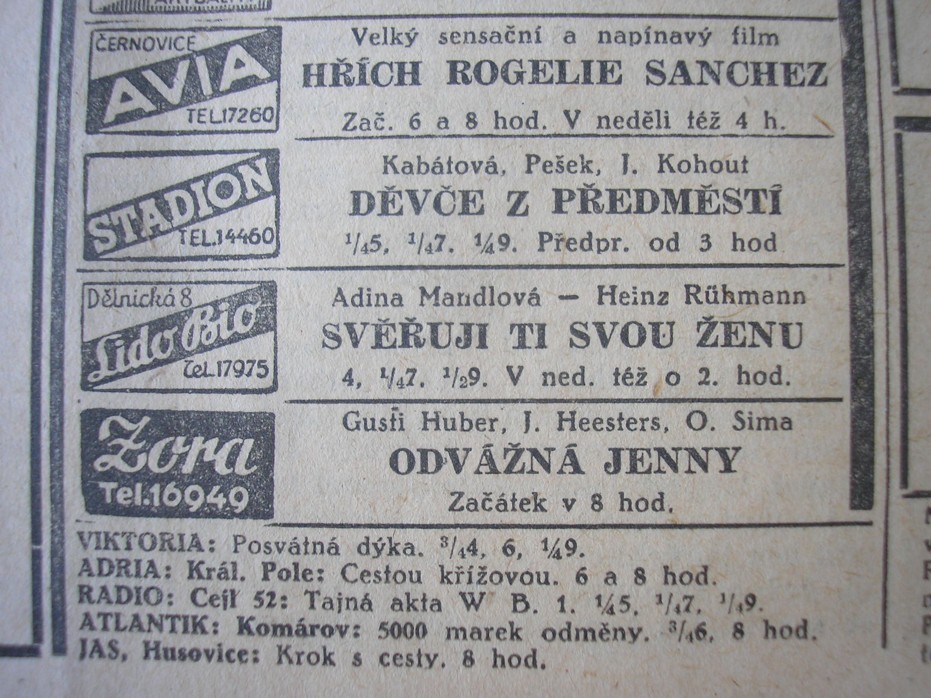 ČERNOVICE
AVIA
TEL.17260
Velký sensační a napínavý film
HŘÍCH ROGELIE SANCHEZ
Zač. 6 a 8 hod. V neděli též 4 h.
STADION
TEL.14460
Kabátová, Pešek, J. Kohout
DĚVČE Z PŘEDMĚSTÍ
¼5, ¼7, ¼9. Předpr. od 3 hod
Dělnická 8
Lido Bio
tel.17975
Adina Mandlová — Heinz Rühmann
SVĚŘUJI TI SVOU ŽENU
4, ¼7, ½9. V ned. též o 2. hod.
Zora
Tel.16949
Gusti Huber, J. Heesters, O. Sima
ODVÁŽNÁ JENNY
Začátek v 8 hod.
VIKTORIA: Posvátná dýka. ¾4, 6, ¼9.
ADRIA: Král. Pole: Cestou křížovou. 6 a 8 hod.
RADIO: Cejl 52: Tajná akta W B. 1. ¼5, ¼7, ¼9.
ATLANTIK: Komárov: 5000 marek odměny. ¾6, 8 hod.
JAS, Husovice: Krok s cesty. 8 hod.